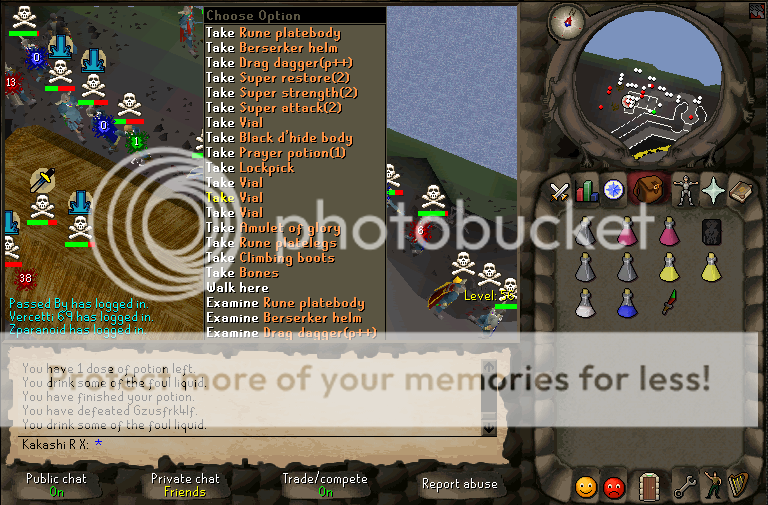 Choose Option
Take Rune platebody
Take Berserker helm
Take Drag dagger(p++)
Take Super restore(2)
Take Super strength(2)
Take Super attack(2)
Take Vial
Take Black d'hide body
Take Prayer potion(1)
Take Lockpick
Take Vial
Take Vial
Take Vial
Take Amulet of glory
Take Rune platelegs
Take Climbing boots
Take Bones
Walk here
Examine Rune platebody
Examine Berserker helm
Examine Drag dagger(p++)
0
13
0
1
38
6
Level:
photobucket
Passed By has logged in.
Vercetti 69 has logged in.
Zparanoid has logged in.
more of your memories for less!
You have 1 dose of potion left.
You drink some of the foul liquid.
You have finished your potion.
You have defeated Gzusfrk4lf.
You drink some of the foul liquid.
Kakashi R X: *
Public chat
On
Private chat
Friends
Trade/compete
On
Report abuse